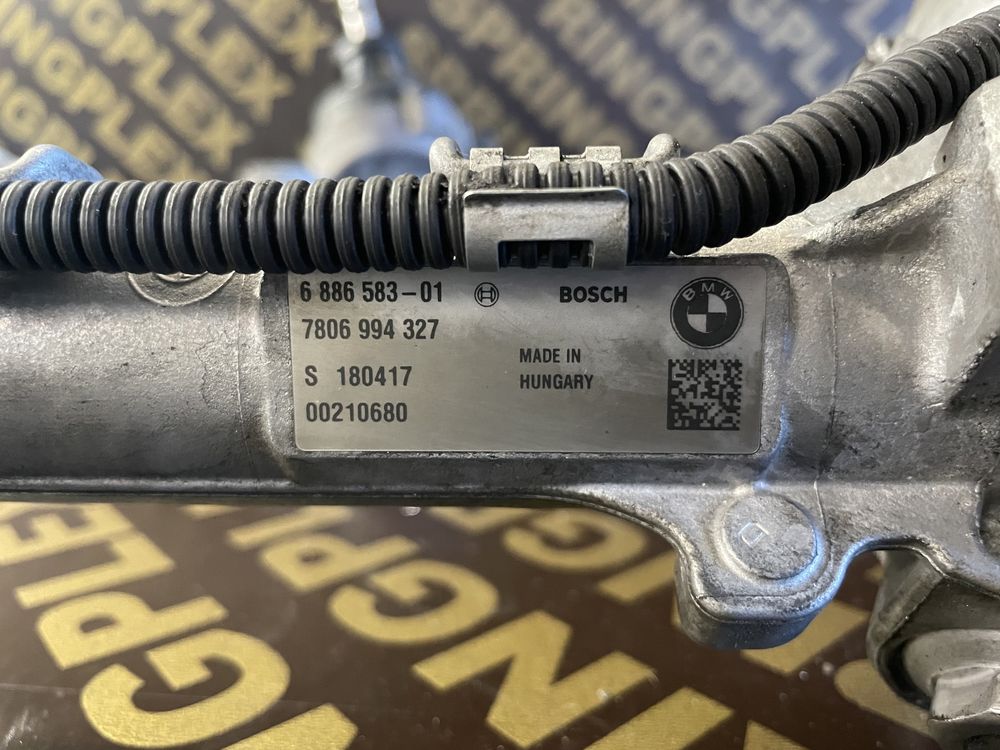 SPRINGPLEX
6 886 583-01 BOSCH
BMW
7806 994 327
MADE IN
HUNGARY
S 180417
00210680
D